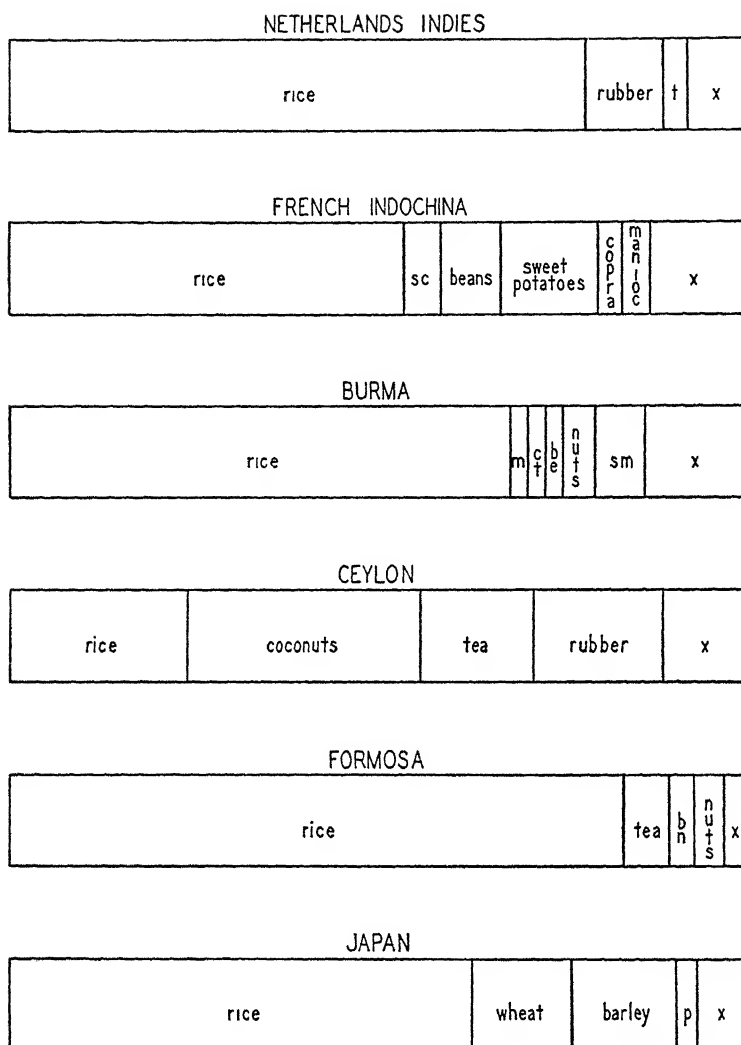 NETHERLANDS INDIES
rice rubber t x
FRENCH INDOCHINA
rice sc beans sweet potatoes copra manioc x
BURMA
rice m ct be nuts sm x
CEYLON
rice coconuts tea rubber x
FORMOSA
rice tea bn nuts x
JAPAN
rice wheat barley p x